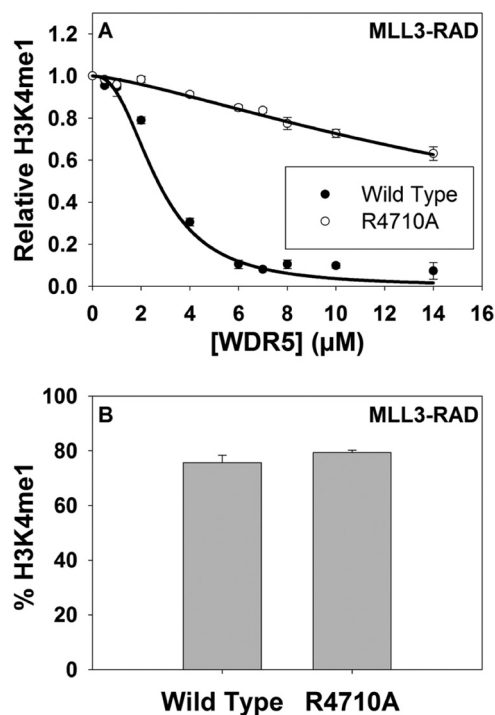 A
MLL3-RAD
Relative H3K4me1
1.2
1.0
0.8
0.6
0.4
0.2
0.0
Wild Type
R4710A
0 2 4 6 8 10 12 14 16
[WDR5] (µM)
B
MLL3-RAD
% H3K4me1
100
80
60
40
20
0
Wild Type R4710A